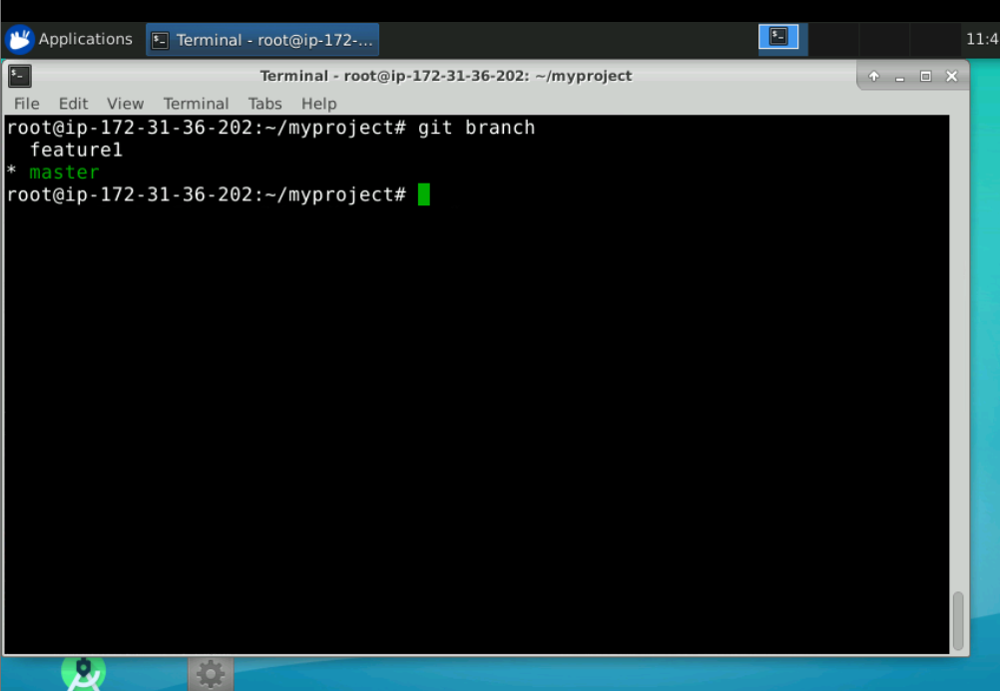 Applications Terminal - root@ip-172-... 11:4
Terminal - root@ip-172-31-36-202: ~/myproject
File Edit View Terminal Tabs Help
root@ip-172-31-36-202:~/myproject# git branch
  feature1
* master
root@ip-172-31-36-202:~/myproject#